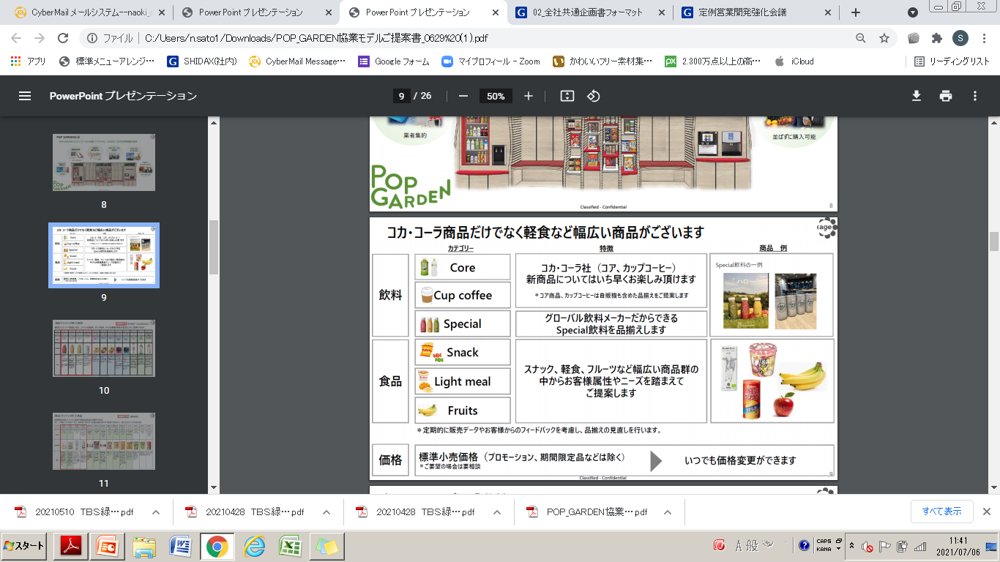 CyberMail メールシステム--naoki_s
PowerPoint プレゼンテーション
PowerPoint プレゼンテーション
02_全社共通企画書フォーマット
定例営業開発強化会議
ファイル | C:/Users/n.sato1/Downloads/POP_GARDEN協業モデルご提案書_0629%20(1).pdf
S
アプリ
標準メニューアレンジ…
SHIDAX(社内)
CyberMail Message…
Google フォーム
マイプロフィール - Zoom
かわいいフリー素材集…
2,300万点以上の高…
iCloud
リーディング リスト
PowerPoint プレゼンテーション
9 / 26
50%
8
9
10
11
業者集約
並ばずに購入可能
POP
GARDEN
Classified - Confidential
8
コカ・コーラ商品だけでなく軽食など幅広い商品がございます
age
カテゴリー
特徴
商品 例
飲料
Core
Cup coffee
Special
コカ・コーラ社（コア、カップコーヒー）
新商品についてはいち早くお楽しみ頂けます
＊コア商品、カップコーヒーは自販機も含めた品揃えをご提案します
グローバル飲料メーカーだからできる
Special飲料を品揃えします
Special飲料の一例
食品
Snack
Light meal
Fruits
スナック、軽食、フルーツなど幅広い商品群の
中からお客様属性やニーズを踏まえて
ご提案します
＊定期的に販売データやお客様からのフィードバックを考慮し、品揃えの見直しを行います。
価格
標準小売価格（プロモーション、期間限定品などは除く）
＊ご要望の場合は要相談
いつでも価格変更ができます
Classified - Confidential
9
20210510 TBS緑…pdf
20210428 TBS緑…pdf
20210428 TBS緑…pdf
POP_GARDEN協業…pdf
すべて表示
スタート
A 般
CAPS
KANA
11:41
2021/07/06